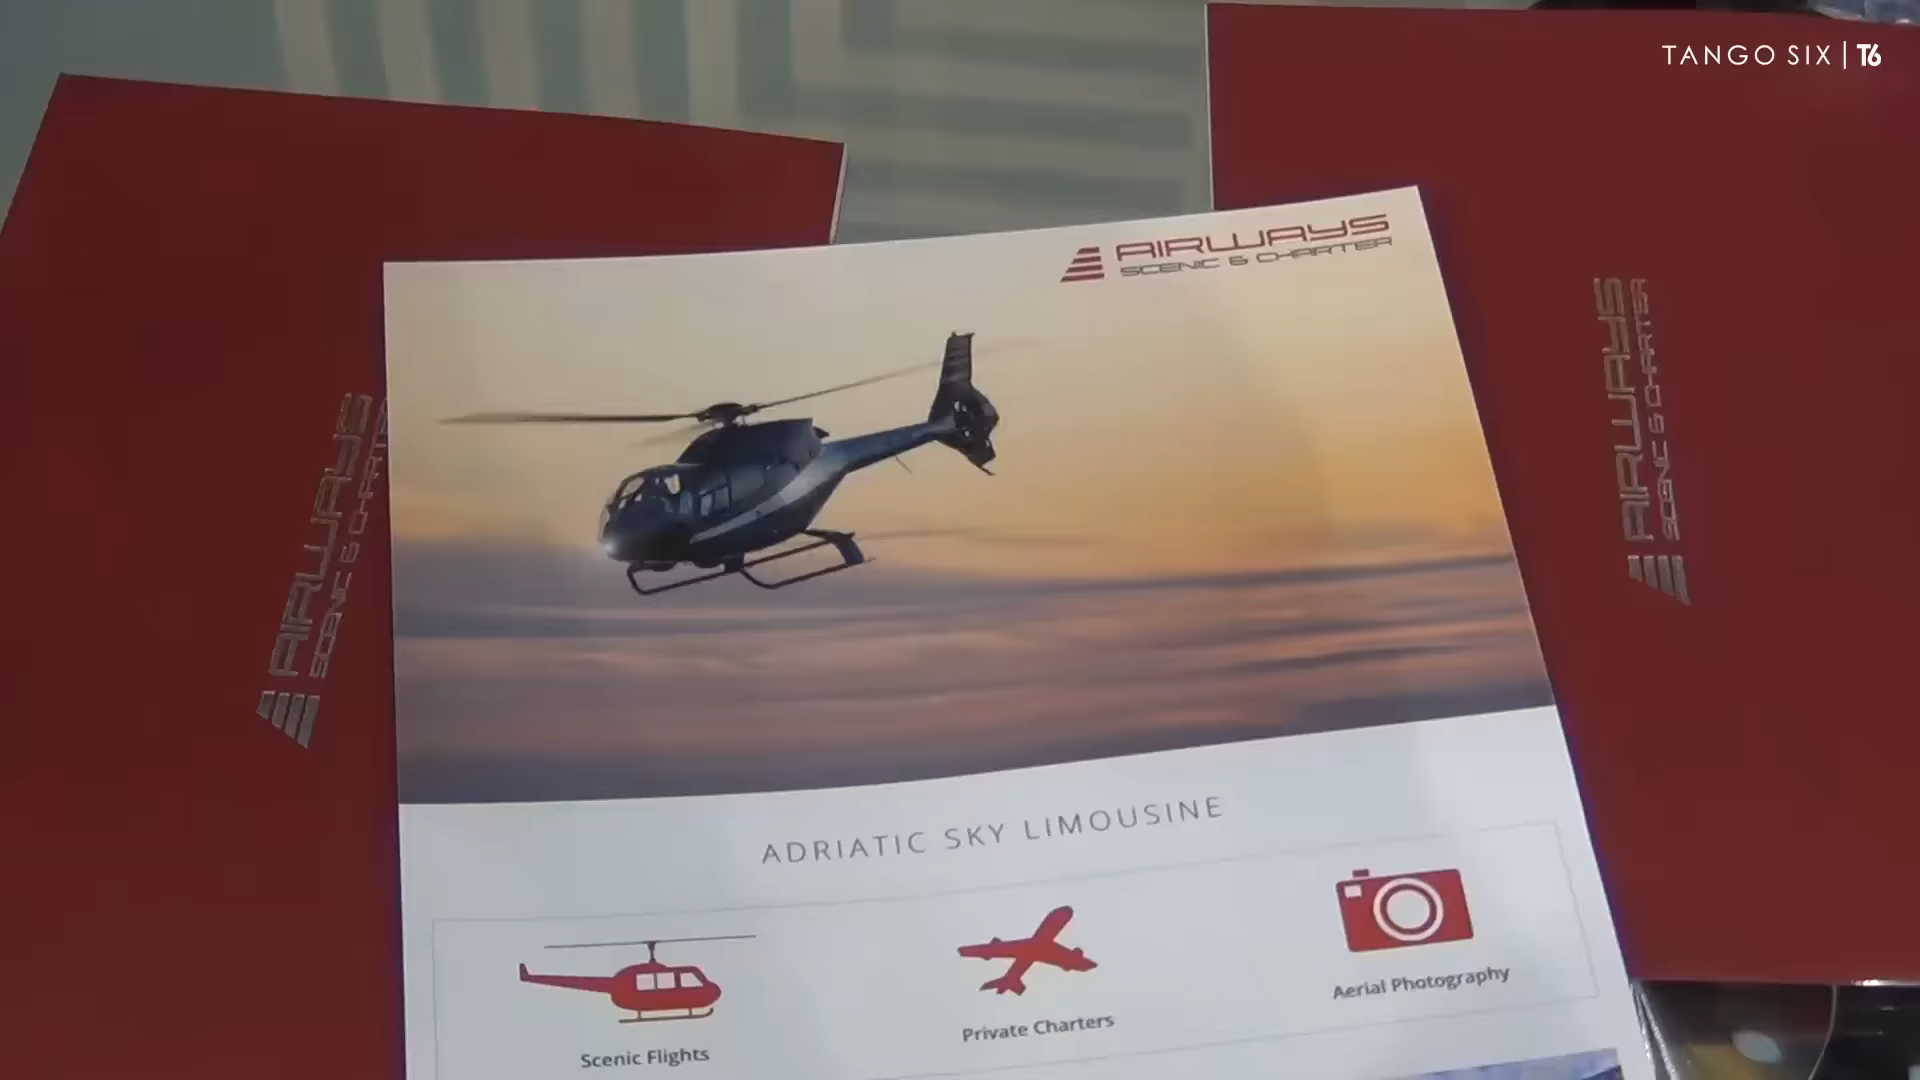 TANGO SIX | T6
AIRWAYS
SCENIC & CHARTER
AIRWAYS
SCENIC & CHARTER
AIRWAYS
SCENIC & CHARTER
ADRIATIC SKY LIMOUSINE
Scenic Flights
Private Charters
Aerial Photography